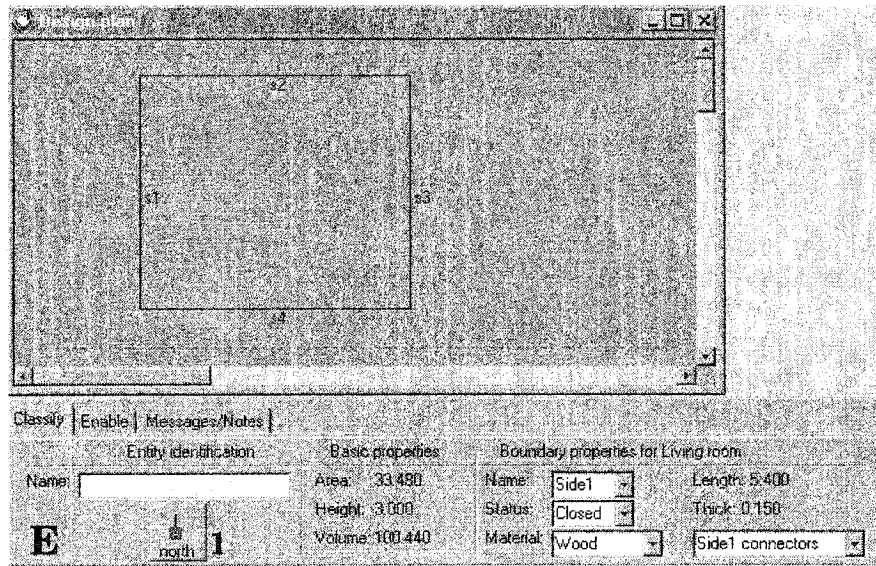 Design plan
s2
s1
s3
s4
Classify Enable Messages/Notes
Entity identification Basic properties Boundary properties for Living room
Name: Area: 33.480 Name: Side1 Length: 5.400
Height: 3.000 Status: Closed Thick: 0.150
E north 1 Volume: 100.440 Material: Wood Side1 connectors